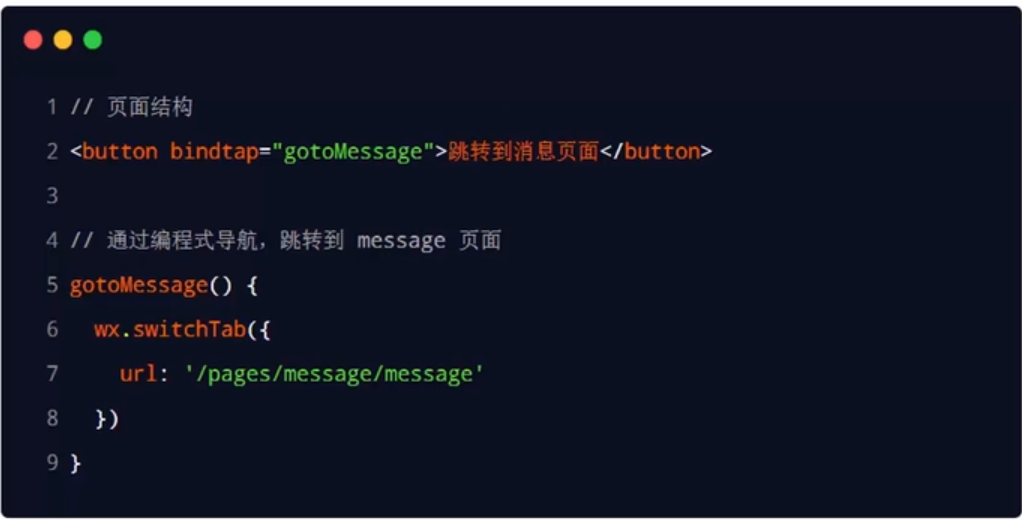 1 // 页面结构
2 <button bindtap="gotoMessage">跳转到消息页面</button>
3
4 // 通过编程式导航，跳转到 message 页面
5 gotoMessage() {
6   wx.switchTab({
7     url: '/pages/message/message'
8   })
9 }